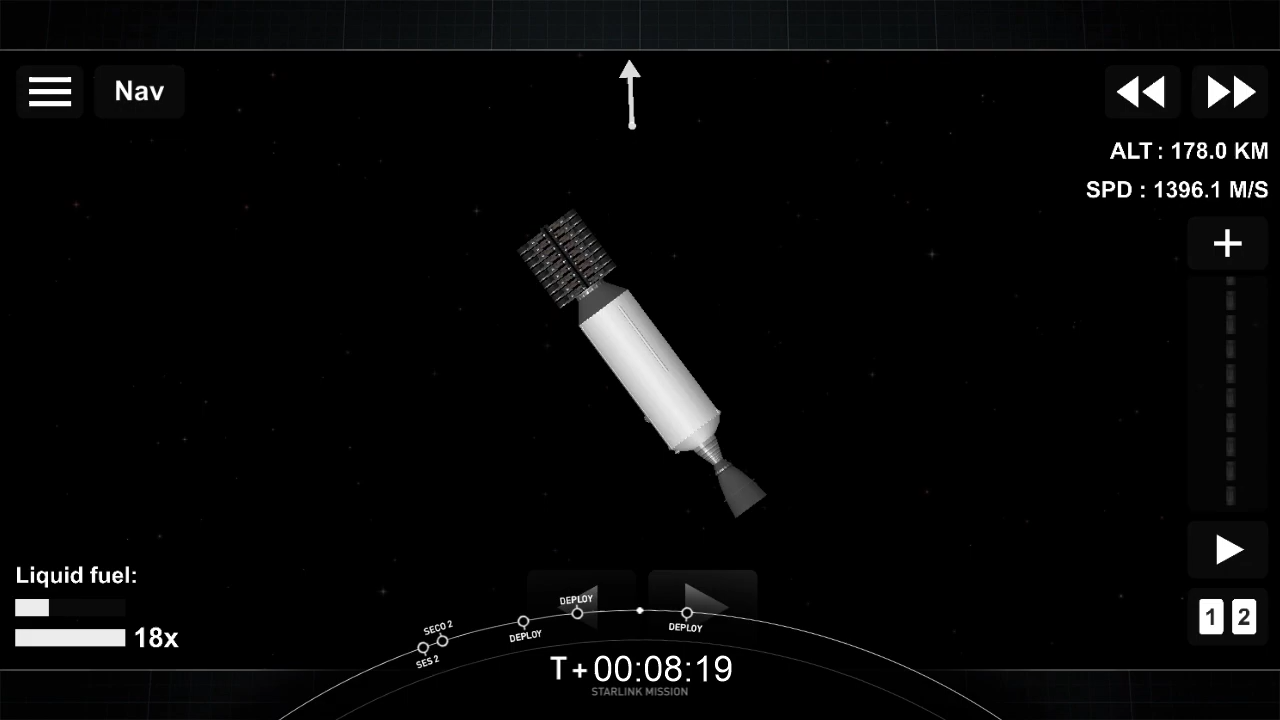 Nav
ALT : 178.0 KM
SPD : 1396.1 M/S
Liquid fuel:
18x
1 2
SES 2
SECO 2
DEPLOY
DEPLOY
DEPLOY
T+00:08:19
STARLINK MISSION